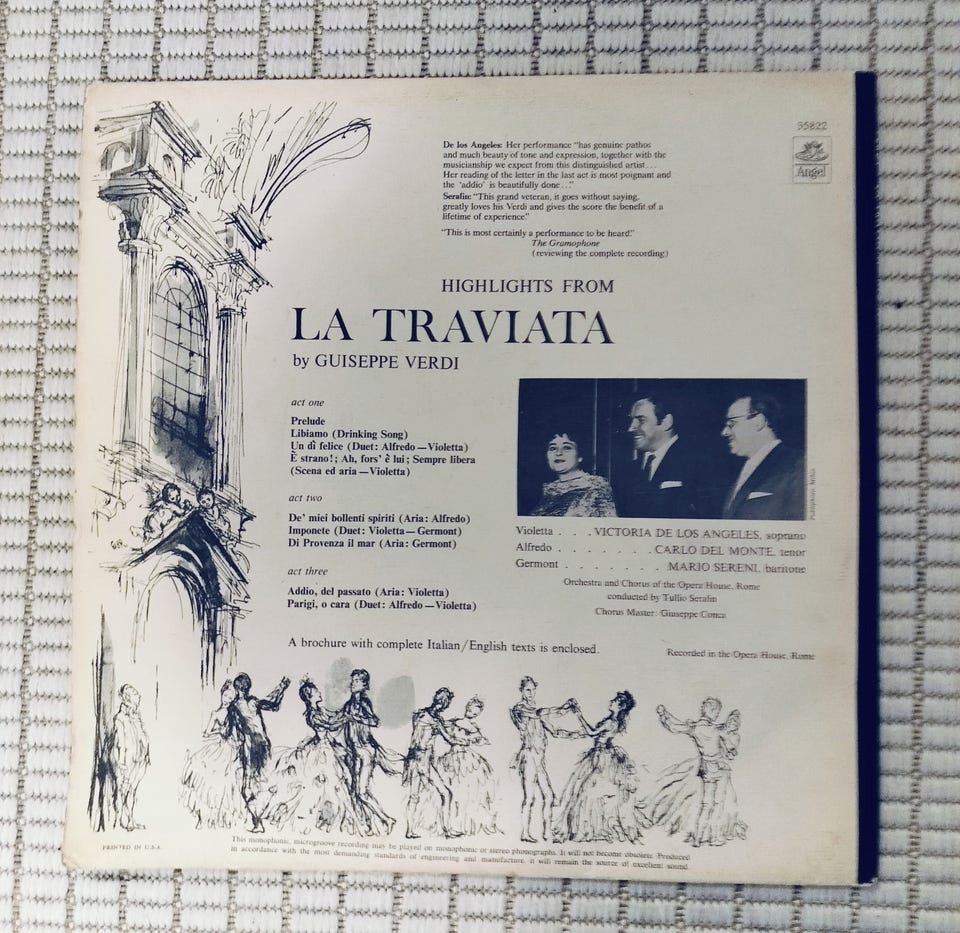 35822
Angel
De los Angeles: Her performance "has genuine pathos
and much beauty of tone and expression, together with the
musicianship we expect from this distinguished artist...
Her reading of the letter in the last act is most poignant and
the 'addio' is beautifully done..."
Serafin: "This grand veteran, it goes without saying,
greatly loves his Verdi and gives the score the benefit of a
lifetime of experience."
"This is most certainly a performance to be heard."
The Gramophone
(reviewing the complete recording)
HIGHLIGHTS FROM
LA TRAVIATA
by GUISEPPE VERDI
act one
Prelude
Libiamo (Drinking Song)
Un dì felice (Duet: Alfredo—Violetta)
È strano!; Ah, fors' è lui; Sempre libera
(Scena ed aria—Violetta)
act two
De' miei bollenti spiriti (Aria: Alfredo)
Imponete (Duet: Violetta—Germont)
Di Provenza il mar (Aria: Germont)
act three
Addio, del passato (Aria: Violetta)
Parigi, o cara (Duet: Alfredo—Violetta)
Violetta . . . VICTORIA DE LOS ANGELES, soprano
Alfredo . . . . . . . CARLO DEL MONTE, tenor
Germont . . . . . . . . MARIO SERENI, baritone
Orchestra and Chorus of the Opera House, Rome
conducted by Tullio Serafin
Chorus Master: Giuseppe Conca
A brochure with complete Italian/English texts is enclosed.
Recorded in the Opera House, Rome
PRINTED IN U.S.A.
This monophonic, microgroove recording may be played on monophonic or stereo phonographs. It will not become obsolete. Produced
in accordance with the most demanding standards of engineering and manufacture, it will remain the source of excellent sound.